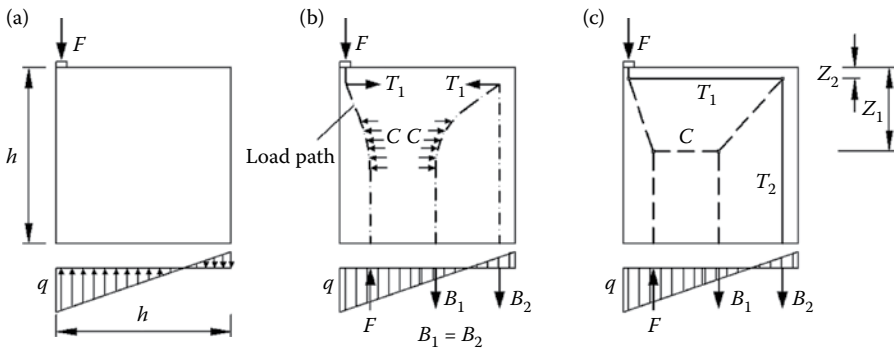 (a)
F
h
q
h
(b)
F
T1
T1
C C
Load path
q
F
B1
B2
B1 = B2
(c)
F
Z2
Z1
T1
C
T2
q
F
B1
B2